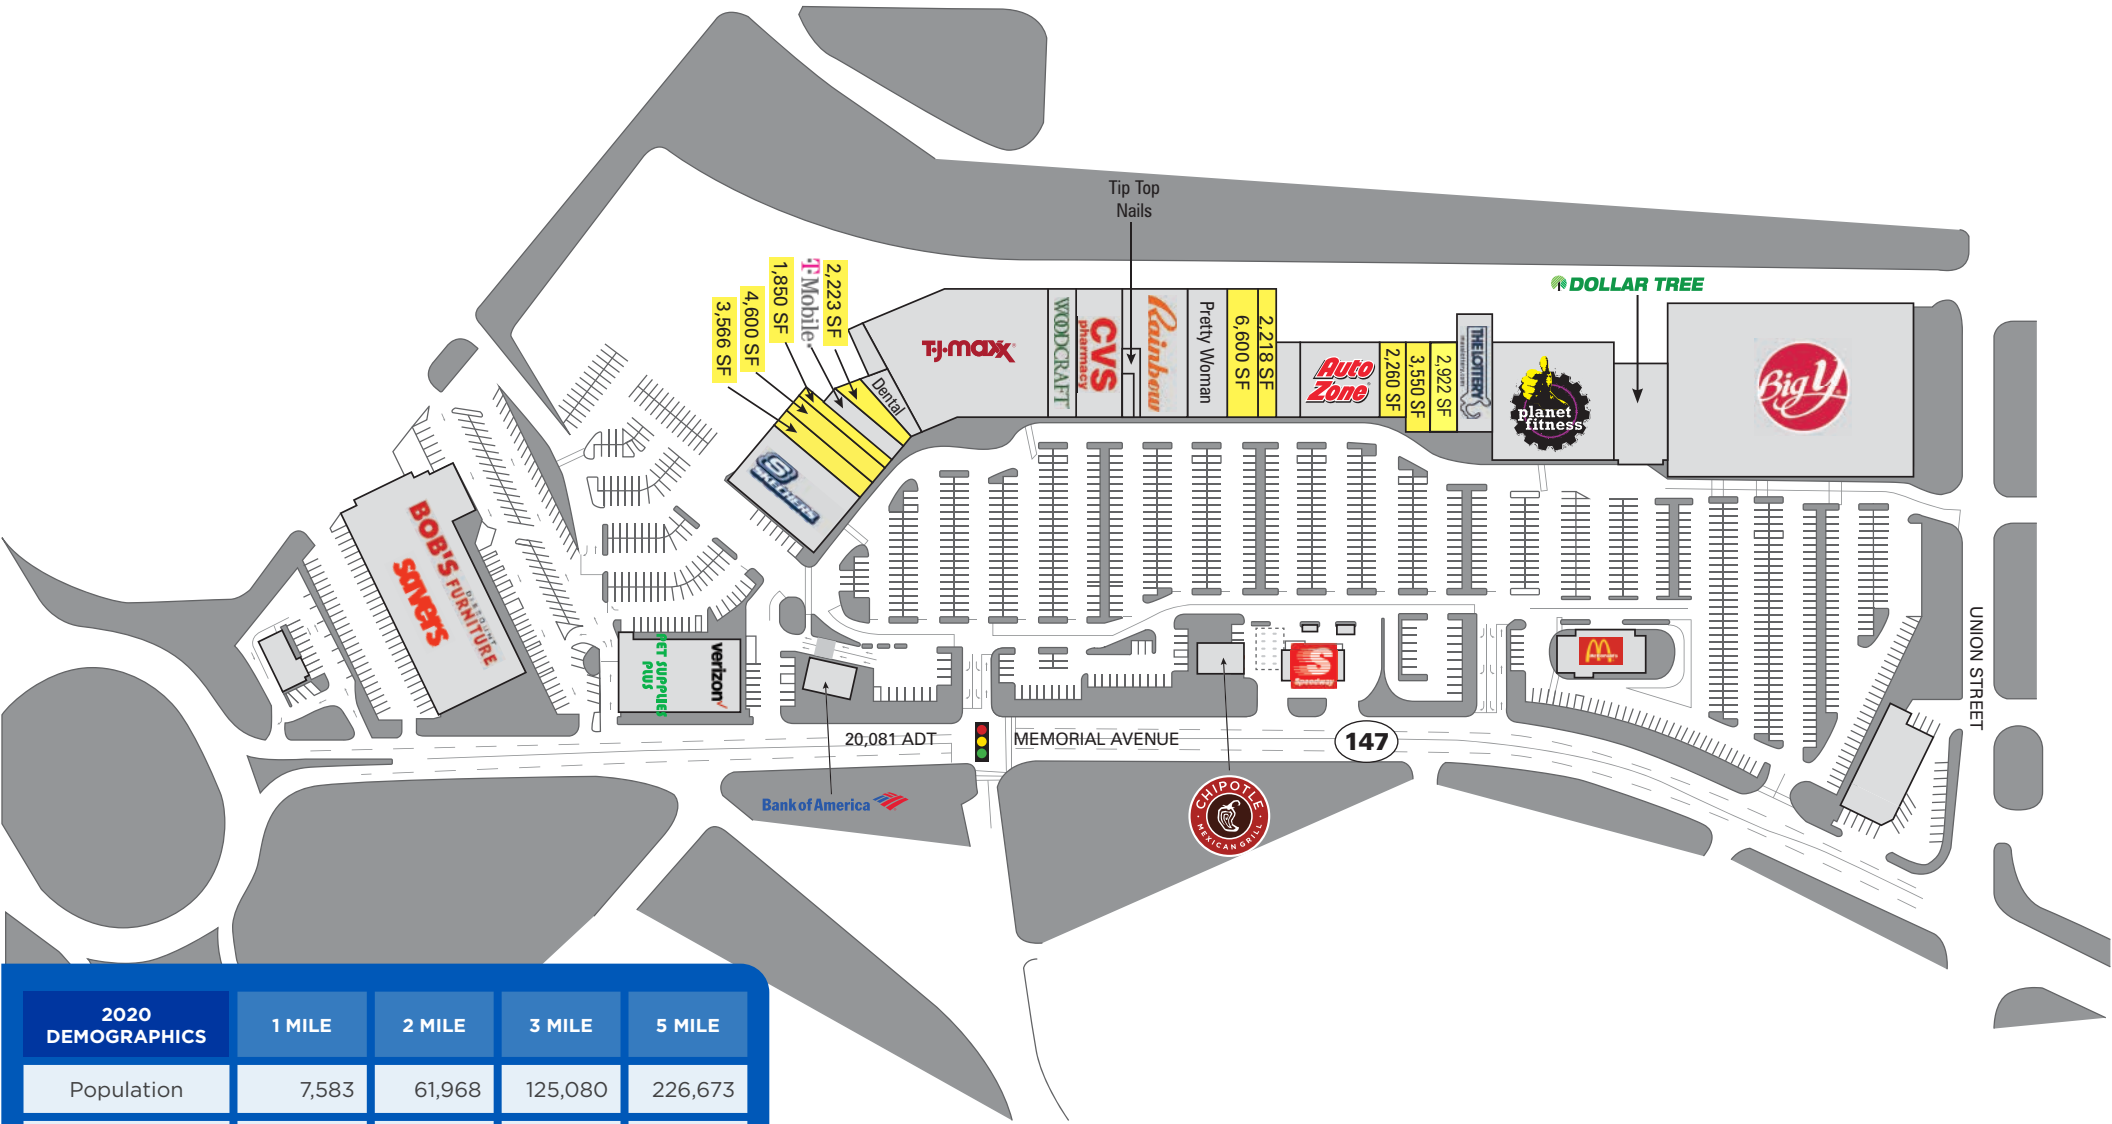 Tip Top
Nails
DOLLAR TREE
2,223 SF
T-Mobile
1,850 SF
4,600 SF
3,566 SF
Dental
SKECHERS
T·J·maxx
WOODCRAFT
CVS
pharmacy
Rainbow
Pretty Woman
6,600 SF
2,218 SF
Auto
Zone
2,260 SF
3,550 SF
2,922 SF
THE LOTTERY
planet
fitness
Big Y
BOB'S
DISCOUNT
FURNITURE
savers
PET SUPPLIES
PLUS
verizon
Speedway
UNION STREET
20,081 ADT
MEMORIAL AVENUE
147
Bank of America
CHIPOTLE
MEXICAN GRILL
2020
DEMOGRAPHICS
1 MILE
2 MILE
3 MILE
5 MILE
Population
7,583
61,968
125,080
226,673